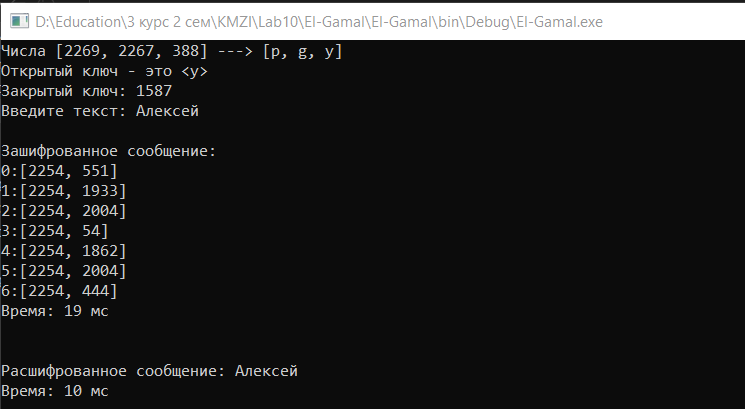 D:\Education\3 курс 2 сем\KMZI\Lab10\El-Gamal\El-Gamal\bin\Debug\El-Gamal.exe
Числа [2269, 2267, 388] ---> [p, g, y]
Открытый ключ - это <y>
Закрытый ключ: 1587
Введите текст: Алексей
Зашифрованное сообщение:
0:[2254, 551]
1:[2254, 1933]
2:[2254, 2004]
3:[2254, 54]
4:[2254, 1862]
5:[2254, 2004]
6:[2254, 444]
Время: 19 мс
Расшифрованное сообщение: Алексей
Время: 10 мс